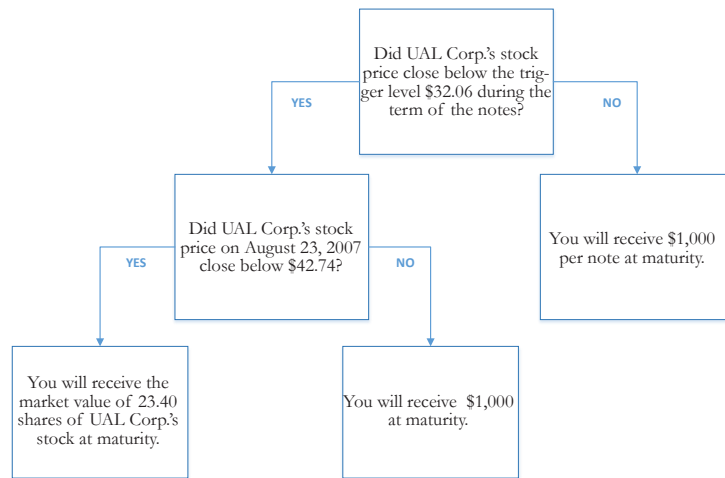 Did UAL Corp.'s stock
price close below the trig-
ger level $32.06 during the
term of the notes?
YES
NO
Did UAL Corp.'s stock
price on August 23, 2007
close below $42.74?
You will receive $1,000
per note at maturity.
YES
NO
You will receive the
market value of 23.40
shares of UAL Corp.'s
stock at maturity.
You will receive $1,000
at maturity.